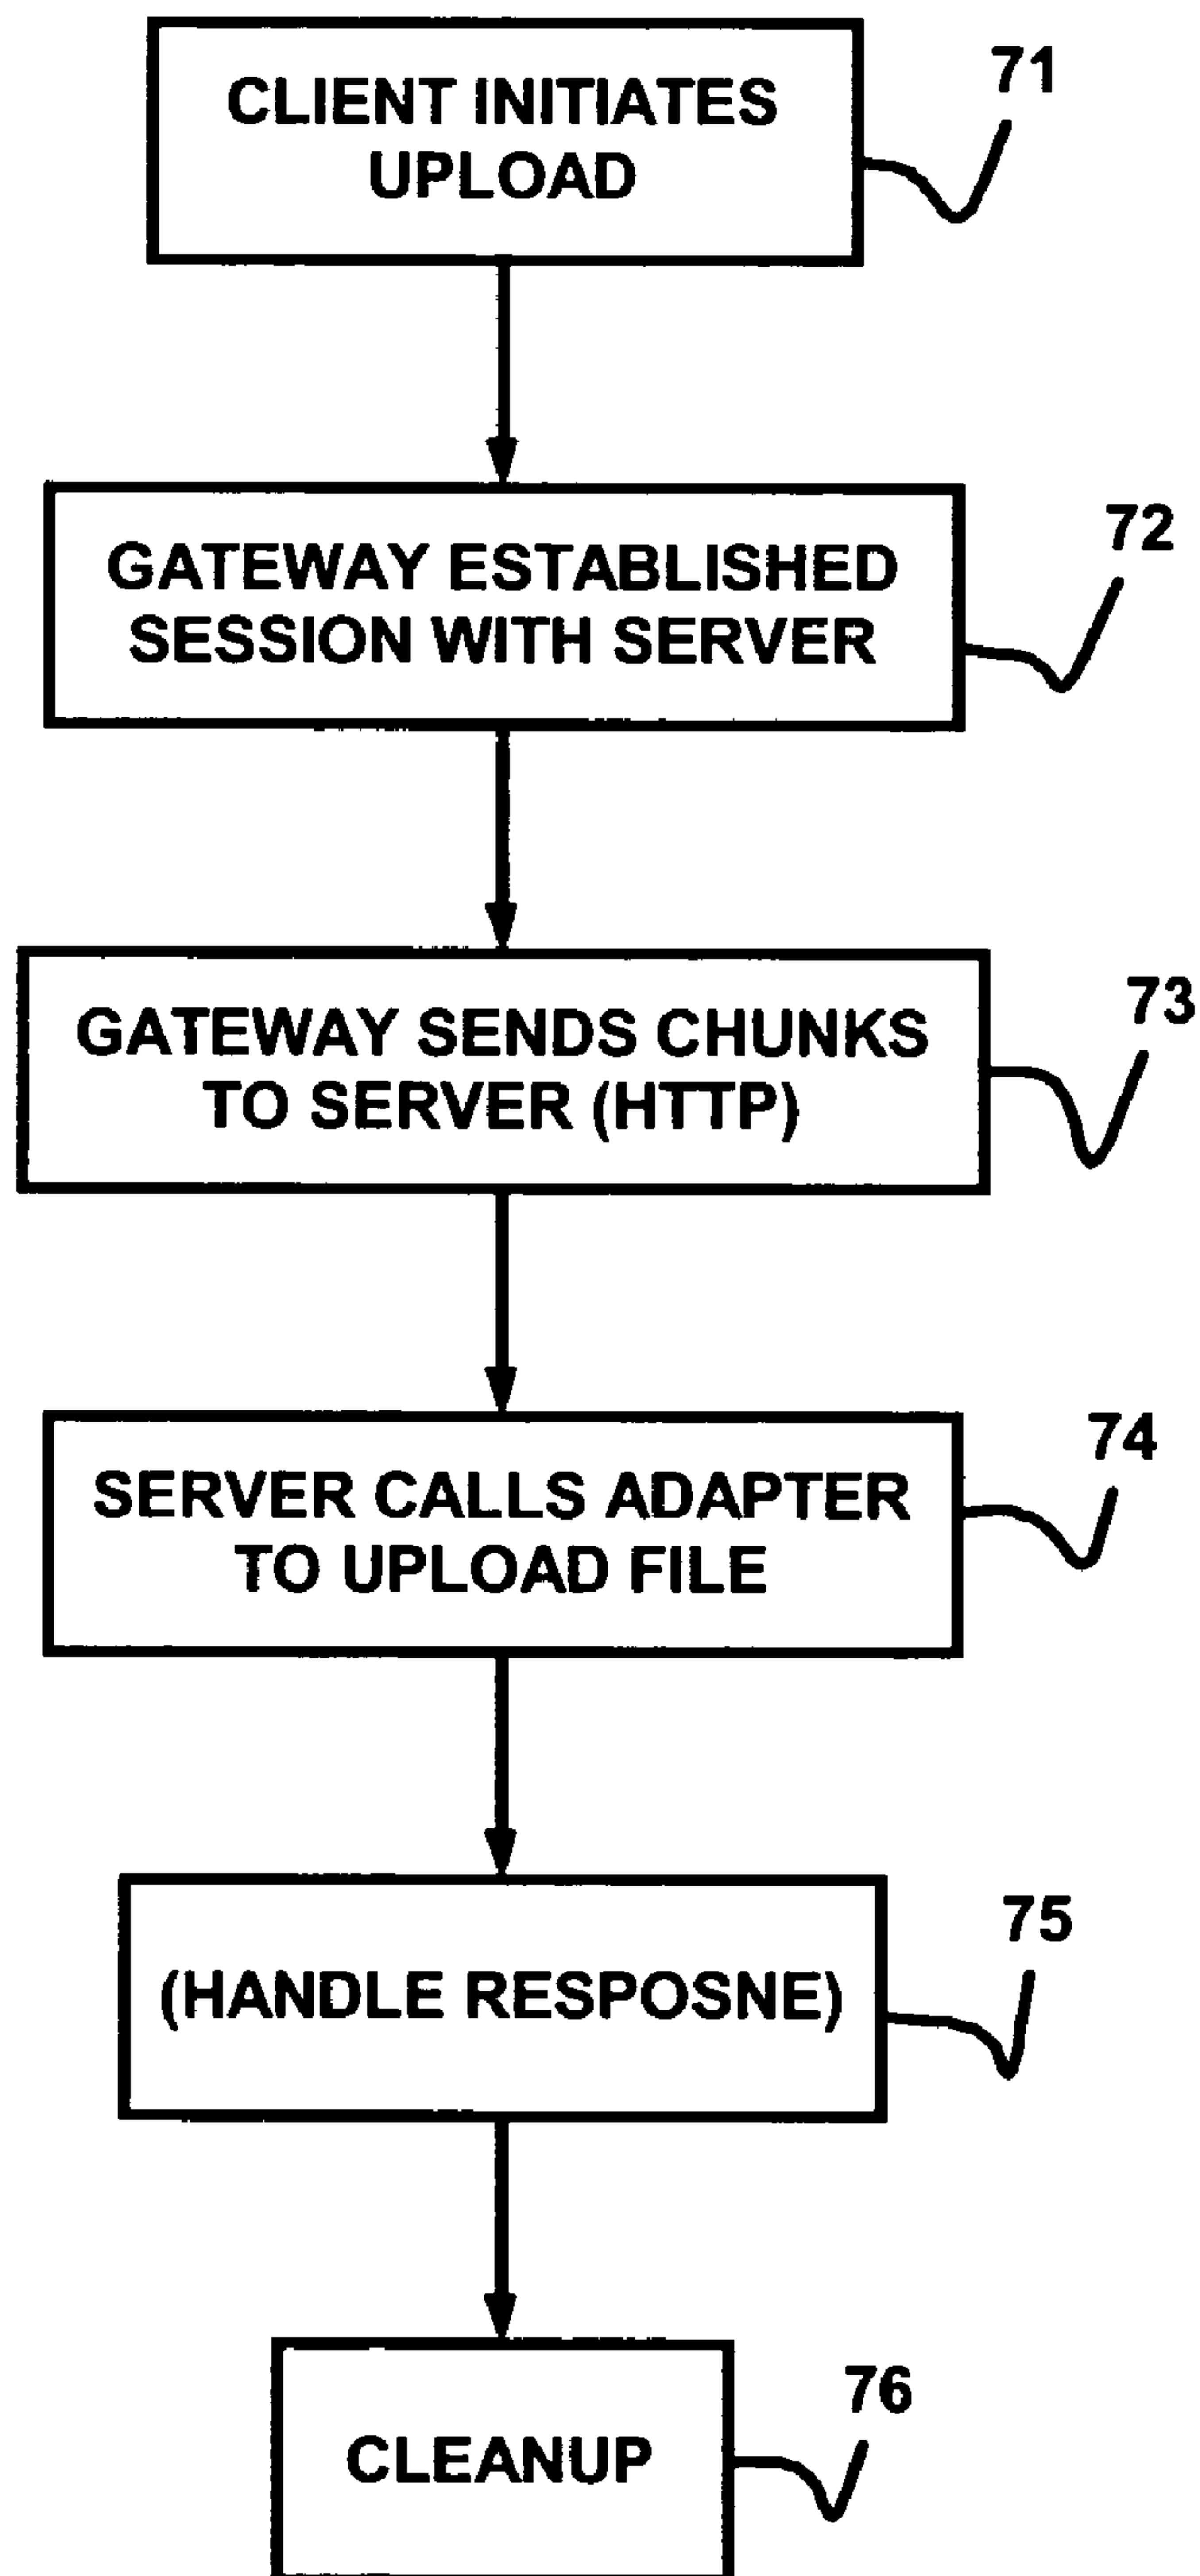 CLIENT INITIATES
UPLOAD
71
GATEWAY ESTABLISHED
SESSION WITH SERVER
72
GATEWAY SENDS CHUNKS
TO SERVER (HTTP)
73
SERVER CALLS ADAPTER
TO UPLOAD FILE
74
(HANDLE RESPOSNE)
75
CLEANUP
76